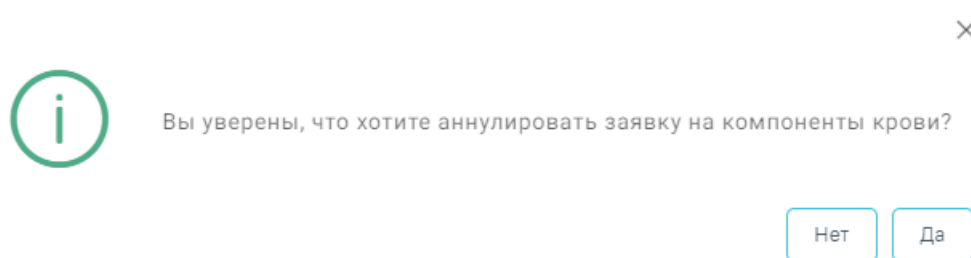 Вы уверены, что хотите аннулировать заявку на компоненты крови?
Нет Да